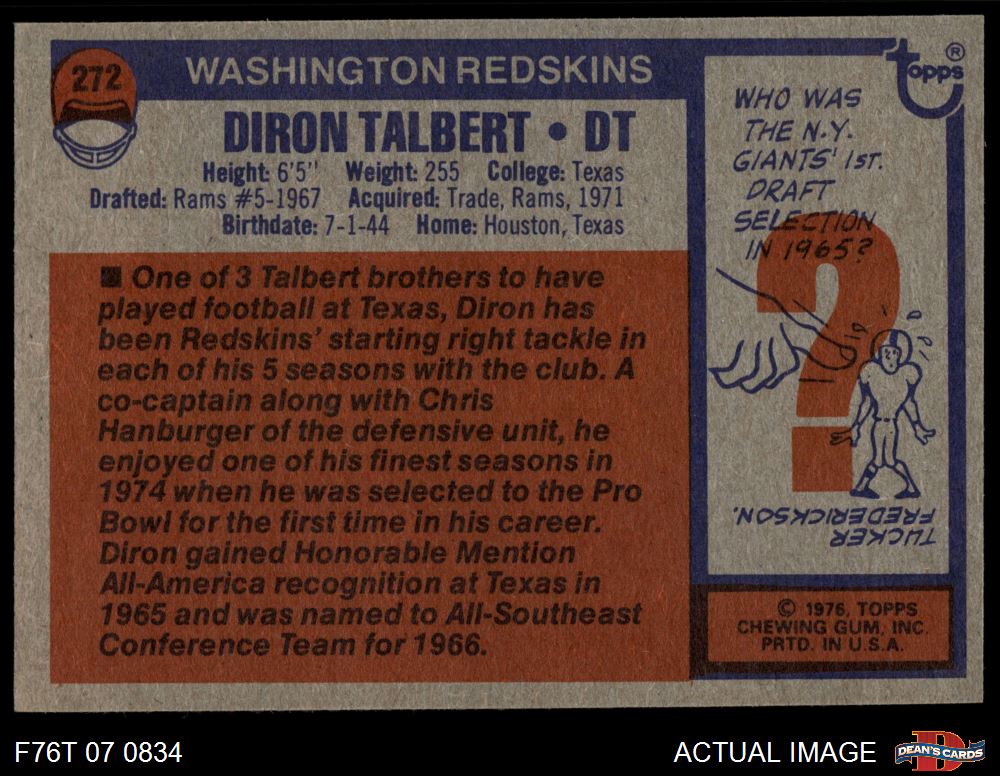 272
WASHINGTON REDSKINS
DIRON TALBERT • DT
Height: 6'5" Weight: 255 College: Texas
Drafted: Rams #5-1967 Acquired: Trade, Rams, 1971
Birthdate: 7-1-44 Home: Houston, Texas
■ One of 3 Talbert brothers to have
played football at Texas, Diron has
been Redskins' starting right tackle in
each of his 5 seasons with the club. A
co-captain along with Chris
Hanburger of the defensive unit, he
enjoyed one of his finest seasons in
1974 when he was selected to the Pro
Bowl for the first time in his career.
Diron gained Honorable Mention
All-America recognition at Texas in
1965 and was named to All-Southeast
Conference Team for 1966.
Topps ®
WHO WAS
THE N.Y.
GIANTS' 1ST.
DRAFT
SELECTION
IN 1965?
?
TUCKER
FREDERICKSON.
© 1976, TOPPS
CHEWING GUM, INC.
PRTD. IN U.S.A.
F76T 07 0834
ACTUAL IMAGE
D
DEAN'S CARDS